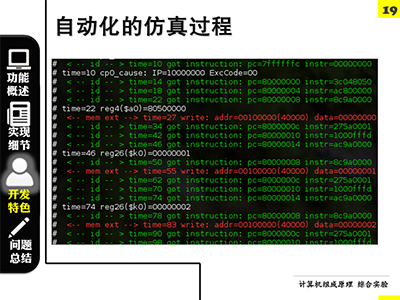 19
自动化的仿真过程
功能
概述
实现
细节
开发
特色
问题
总结
# < -- id -- > time=10 got instruction: pc=7ffffffc instr=00000000
# time=10 cp0_cause: IP=10000000 ExcCode=00
# < -- id -- > time=14 got instruction: pc=80000000 instr=3c048050
# < -- id -- > time=18 got instruction: pc=80000004 instr=ac800000
# < -- id -- > time=22 got instruction: pc=80000008 instr=8c9a0000
# time=22 reg4($a0)=80500000
# <-- mem ext --> time=27 write: addr=00100000(40000) data=00000000
# < -- id -- > time=34 got instruction: pc=8000000c instr=275a0001
# < -- id -- > time=42 got instruction: pc=80000010 instr=1000fffd
# < -- id -- > time=46 got instruction: pc=80000014 instr=ac9a0000
# time=46 reg26($k0)=00000001
# < -- id -- > time=50 got instruction: pc=80000008 instr=8c9a0000
# <-- mem ext --> time=55 write: addr=00100000(40000) data=00000001
# < -- id -- > time=62 got instruction: pc=8000000c instr=275a0001
# < -- id -- > time=70 got instruction: pc=80000010 instr=1000fffd
# < -- id -- > time=74 got instruction: pc=80000014 instr=ac9a0000
# time=74 reg26($k0)=00000002
# < -- id -- > time=78 got instruction: pc=80000008 instr=8c9a0000
# <-- mem ext --> time=83 write: addr=00100000(40000) data=00000002
# < -- id -- > time=90 got instruction: pc=8000000c instr=275a0001
# < -- id -- > time=98 got instruction: pc=80000010 instr=1000fffd
计算机组成原理 综合实验